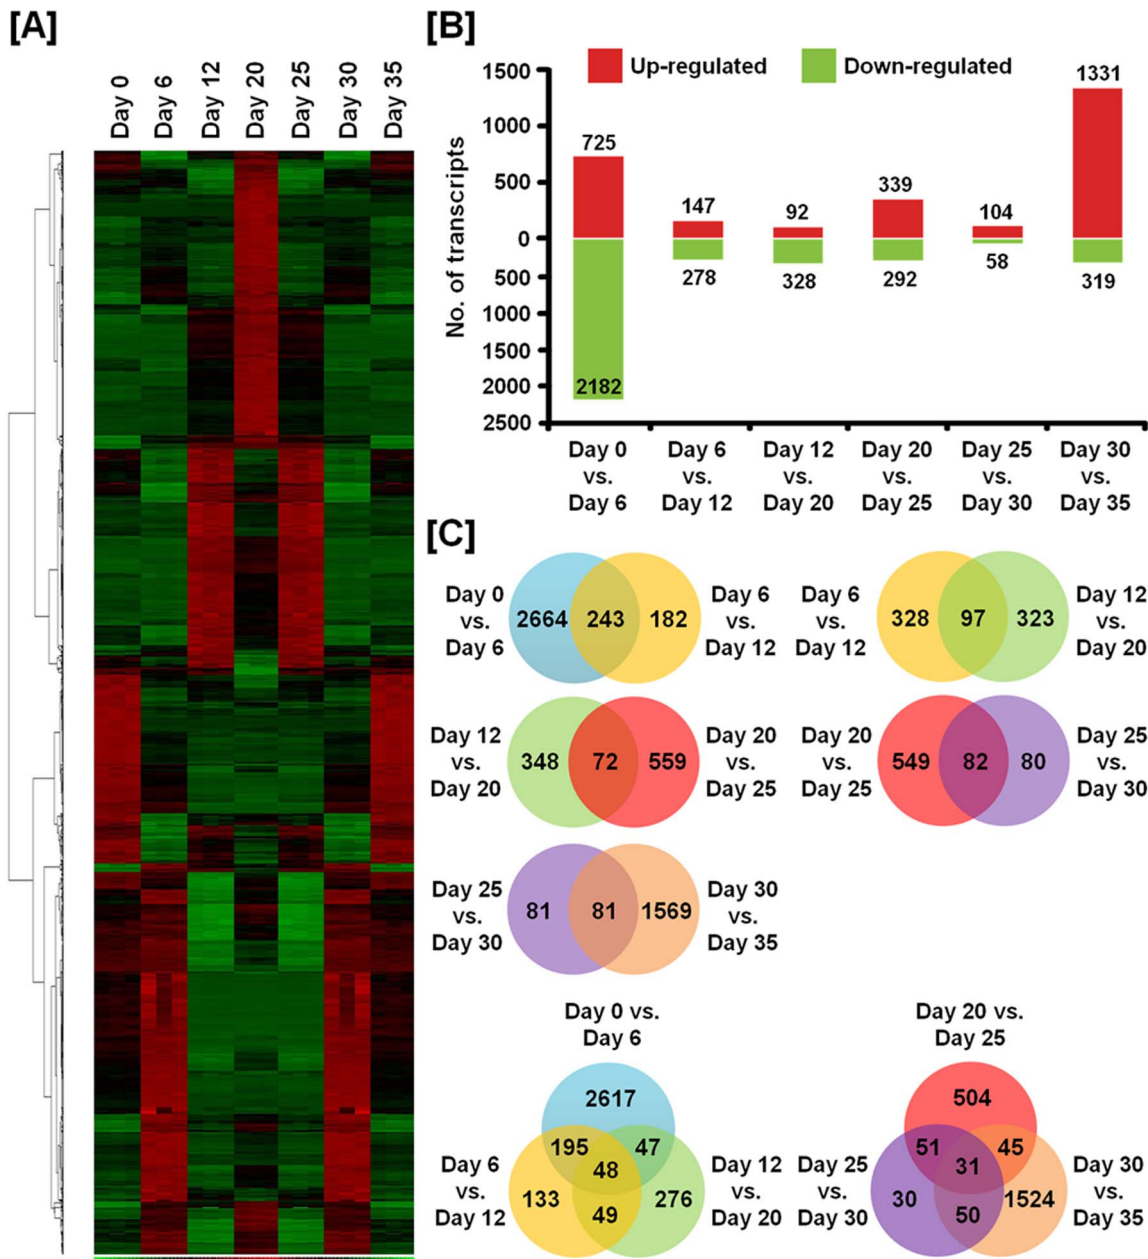 [A]
Day 0
Day 6
Day 12
Day 20
Day 25
Day 30
Day 35
[B]
Up-regulated
Down-regulated
No. of transcripts
1500
1000
500
0
500
1000
1500
2000
2500
725
147
92
339
104
1331
2182
278
328
292
58
319
Day 0
vs.
Day 6
Day 6
vs.
Day 12
Day 12
vs.
Day 20
Day 20
vs.
Day 25
Day 25
vs.
Day 30
Day 30
vs.
Day 35
[C]
Day 0
vs.
Day 6
2664 243 182
Day 6
vs.
Day 12
Day 6
vs.
Day 12
328 97 323
Day 12
vs.
Day 20
Day 12
vs.
Day 20
348 72 559
Day 20
vs.
Day 25
Day 20
vs.
Day 25
549 82 80
Day 25
vs.
Day 30
Day 25
vs.
Day 30
81 81 1569
Day 30
vs.
Day 35
Day 0 vs.
Day 6
2617
195 47
48
133 276
49
Day 6
vs.
Day 12
Day 12
vs.
Day 20
Day 20 vs.
Day 25
504
51 45
31
30 1524
50
Day 25
vs.
Day 30
Day 30
vs.
Day 35